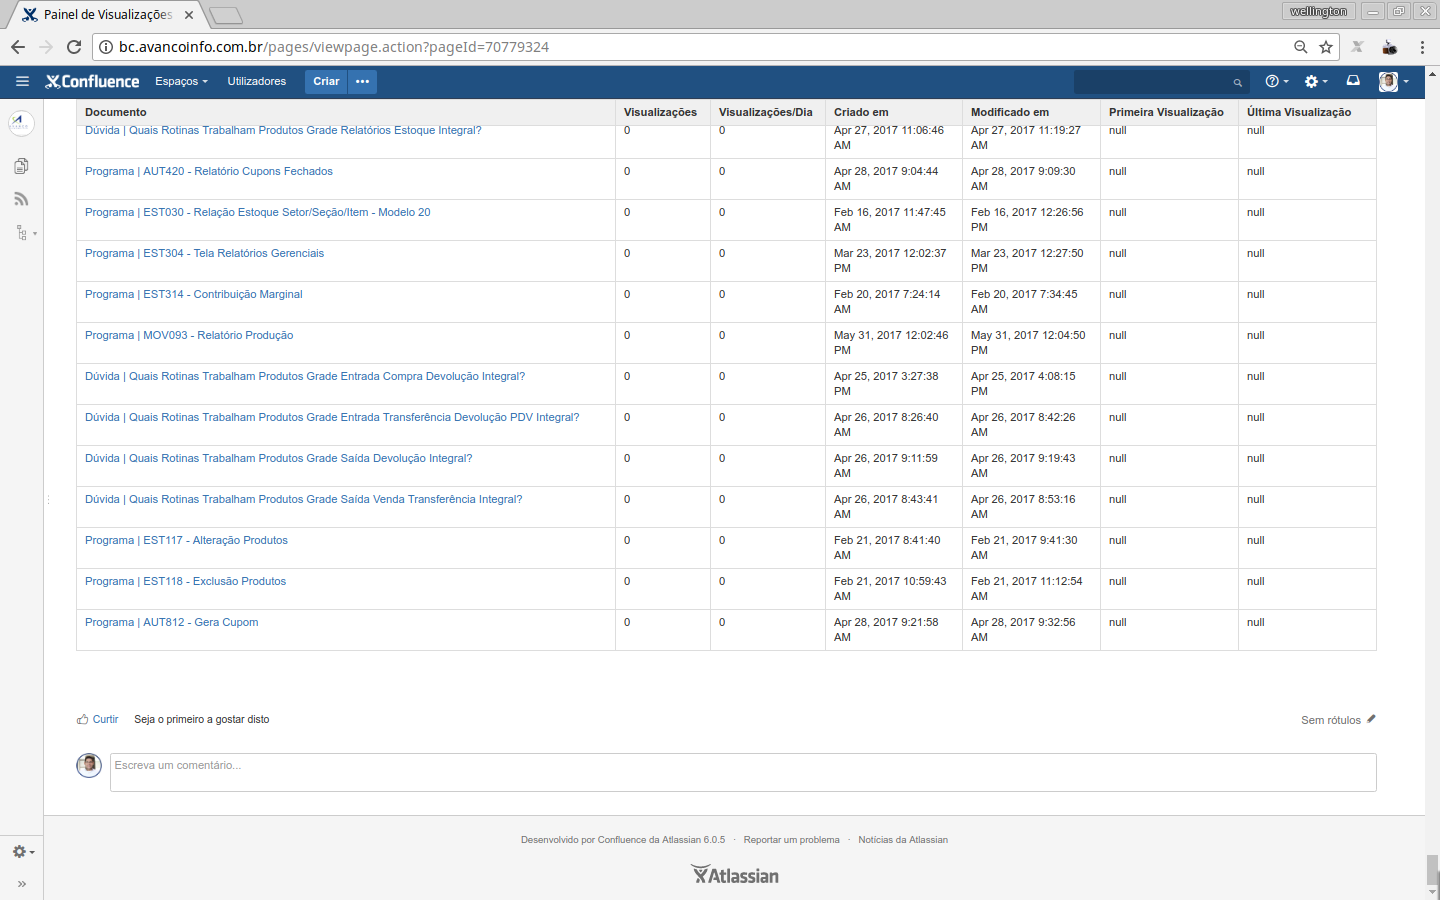 Painel de Visualizações
wellington
bc.avancoinfo.com.br/pages/viewpage.action?pageId=70779324
Confluence Espaços Utilizadores Criar •••
Documento Visualizações Visualizações/Dia Criado em Modificado em Primeira Visualização Última Visualização
Dúvida | Quais Rotinas Trabalham Produtos Grade Relatórios Estoque Integral? 0 0 Apr 27, 2017 11:06:46 Apr 27, 2017 11:19:27 null null
AM AM
Programa | AUT420 - Relatório Cupons Fechados 0 0 Apr 28, 2017 9:04:44 Apr 28, 2017 9:09:30 null null
AM AM
Programa | EST030 - Relação Estoque Setor/Seção/Item - Modelo 20 0 0 Feb 16, 2017 11:47:45 Feb 16, 2017 12:26:56 null null
AM PM
Programa | EST304 - Tela Relatórios Gerenciais 0 0 Mar 23, 2017 12:02:37 Mar 23, 2017 12:27:50 null null
PM PM
Programa | EST314 - Contribuição Marginal 0 0 Feb 20, 2017 7:24:14 Feb 20, 2017 7:34:45 null null
AM AM
Programa | MOV093 - Relatório Produção 0 0 May 31, 2017 12:02:46 May 31, 2017 12:04:50 null null
PM PM
Dúvida | Quais Rotinas Trabalham Produtos Grade Entrada Compra Devolução Integral? 0 0 Apr 25, 2017 3:27:38 Apr 25, 2017 4:08:15 null null
PM PM
Dúvida | Quais Rotinas Trabalham Produtos Grade Entrada Transferência Devolução PDV Integral? 0 0 Apr 26, 2017 8:26:40 Apr 26, 2017 8:42:26 null null
AM AM
Dúvida | Quais Rotinas Trabalham Produtos Grade Saída Devolução Integral? 0 0 Apr 26, 2017 9:11:59 Apr 26, 2017 9:19:43 null null
AM AM
Dúvida | Quais Rotinas Trabalham Produtos Grade Saída Venda Transferência Integral? 0 0 Apr 26, 2017 8:43:41 Apr 26, 2017 8:53:16 null null
AM AM
Programa | EST117 - Alteração Produtos 0 0 Feb 21, 2017 8:41:40 Feb 21, 2017 9:41:30 null null
AM AM
Programa | EST118 - Exclusão Produtos 0 0 Feb 21, 2017 10:59:43 Feb 21, 2017 11:12:54 null null
AM AM
Programa | AUT812 - Gera Cupom 0 0 Apr 28, 2017 9:21:58 Apr 28, 2017 9:32:56 null null
AM AM
Curtir Seja o primeiro a gostar disto Sem rótulos
Escreva um comentário...
Desenvolvido por Confluence da Atlassian 6.0.5 · Reportar um problema · Notícias da Atlassian
Atlassian